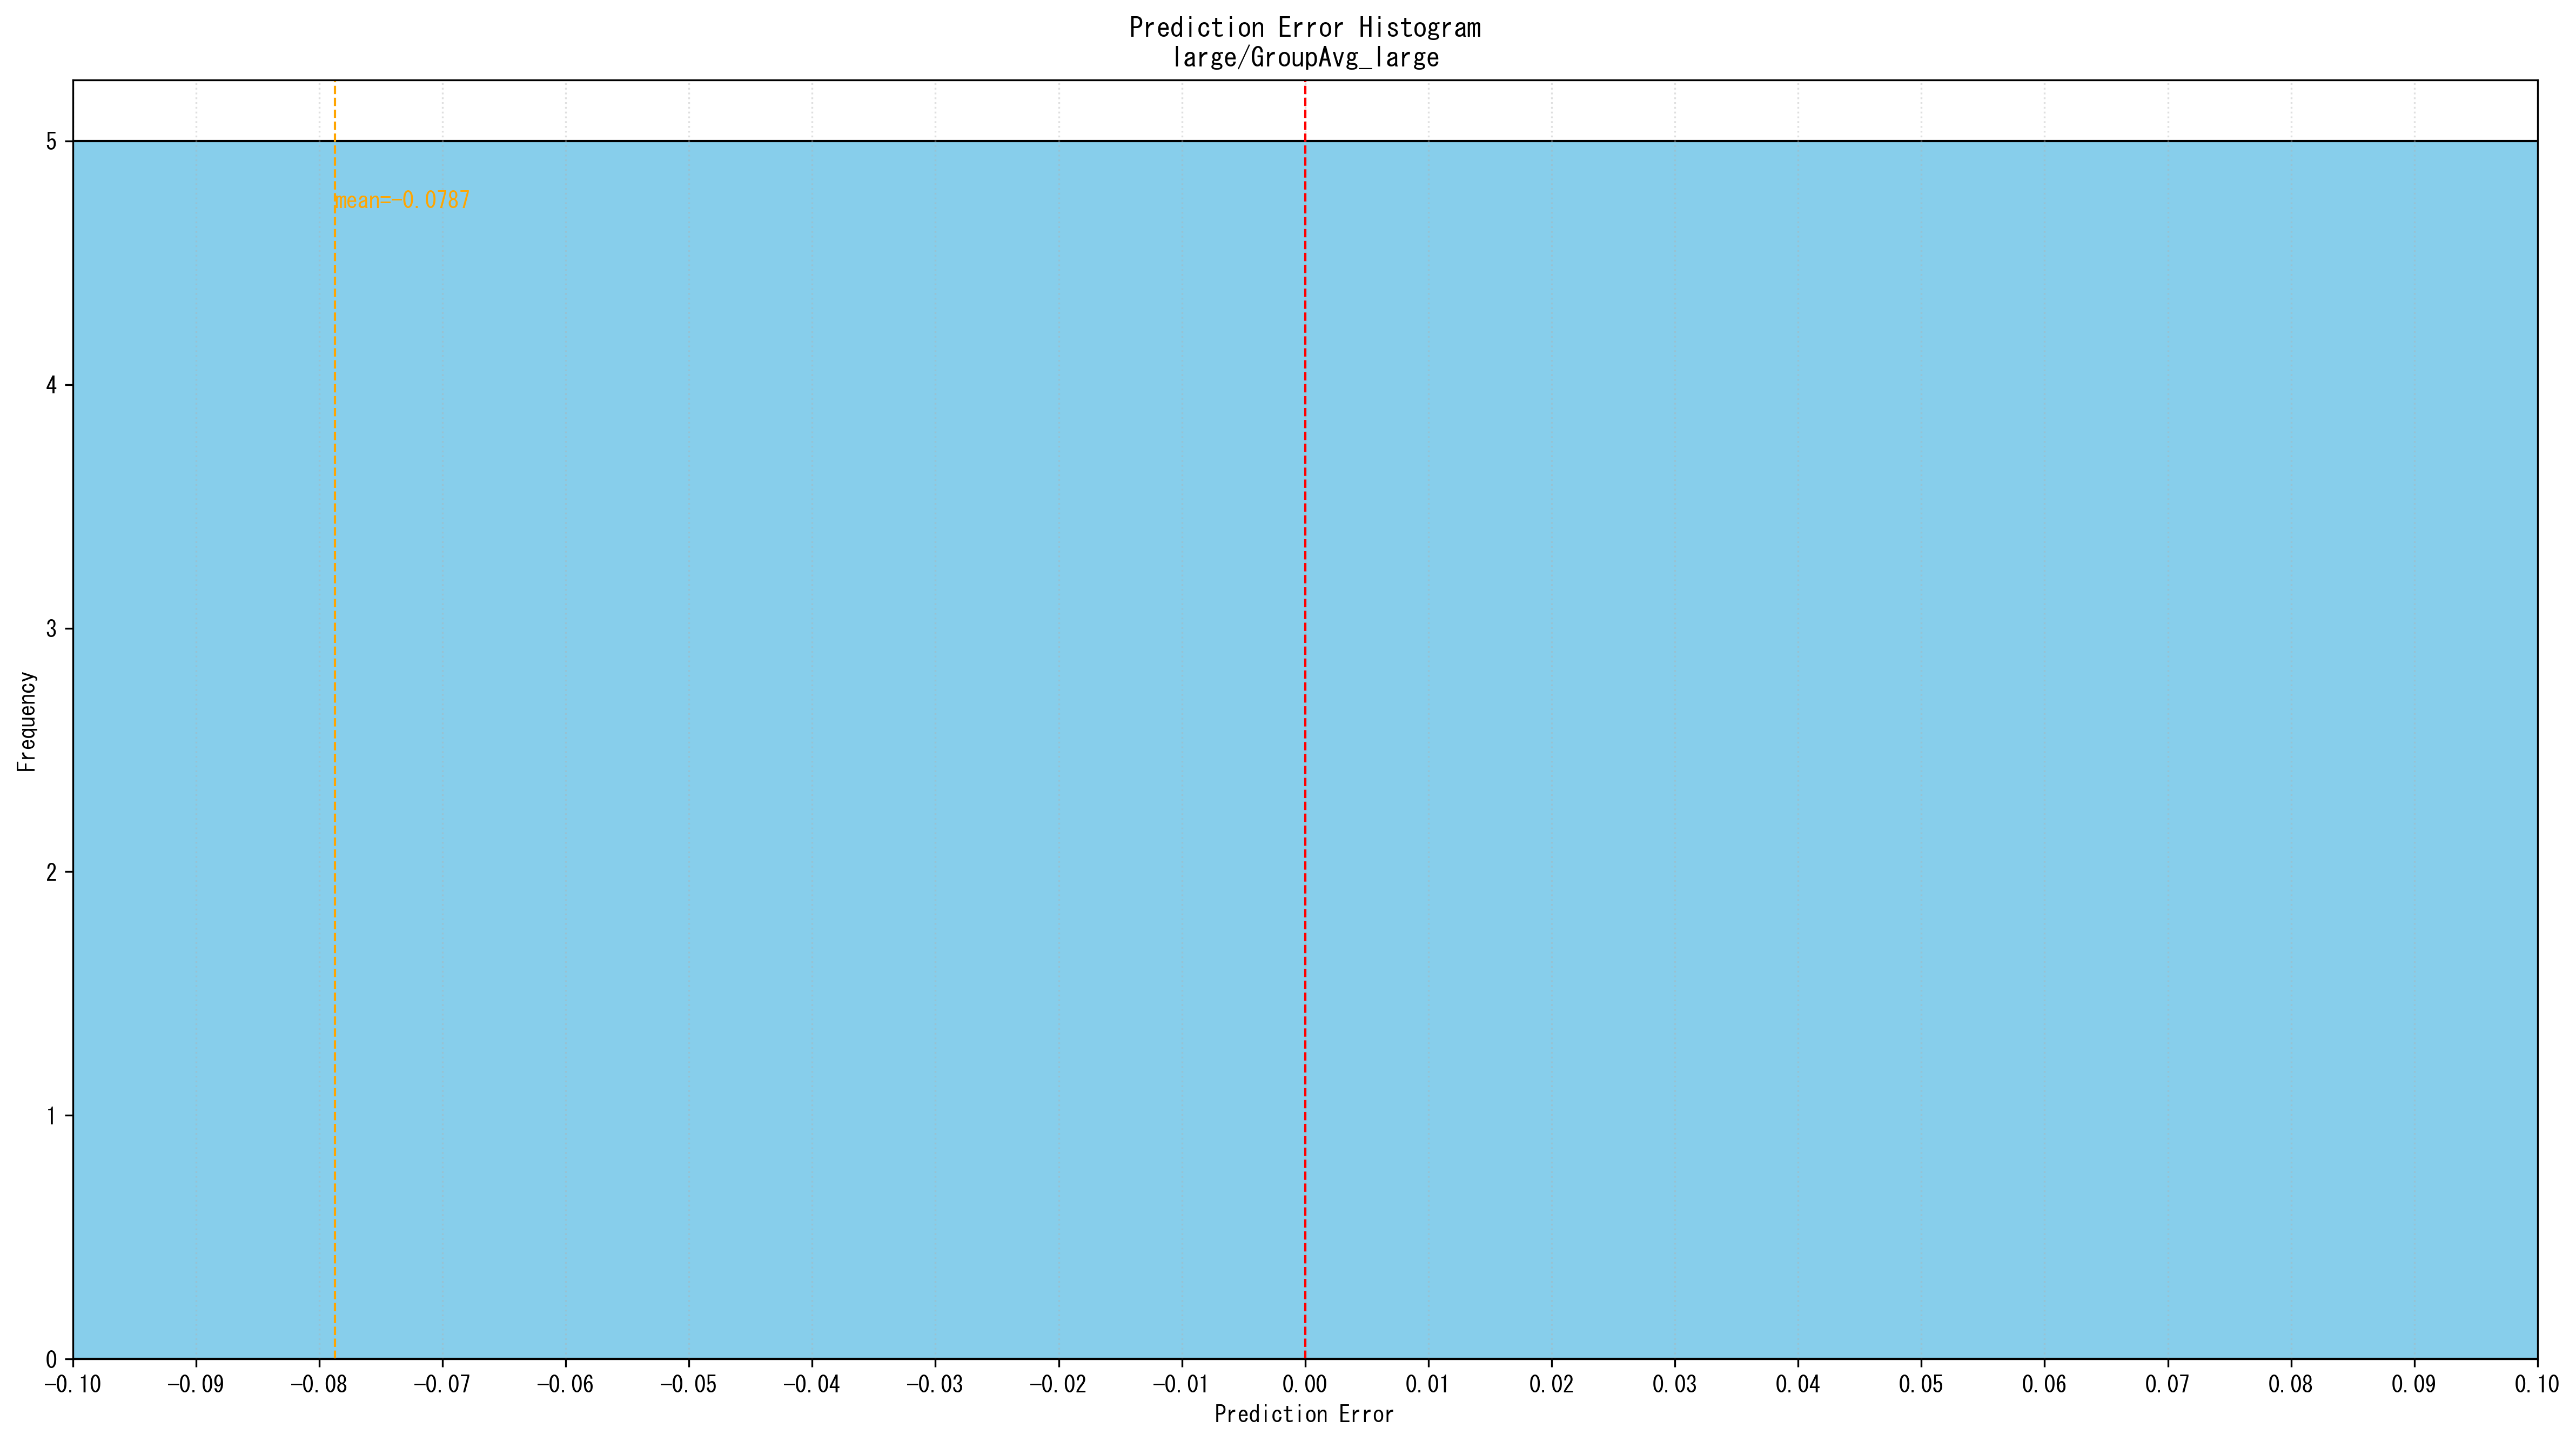 Prediction Error Histogram
large/GroupAvg_large
5
mean=-0.0787
4
3
Frequency
2
1
0
-0.10 -0.09 -0.08 -0.07 -0.06 -0.05 -0.04 -0.03 -0.02 -0.01 0.00 0.01 0.02 0.03 0.04 0.05 0.06 0.07 0.08 0.09 0.10
Prediction Error